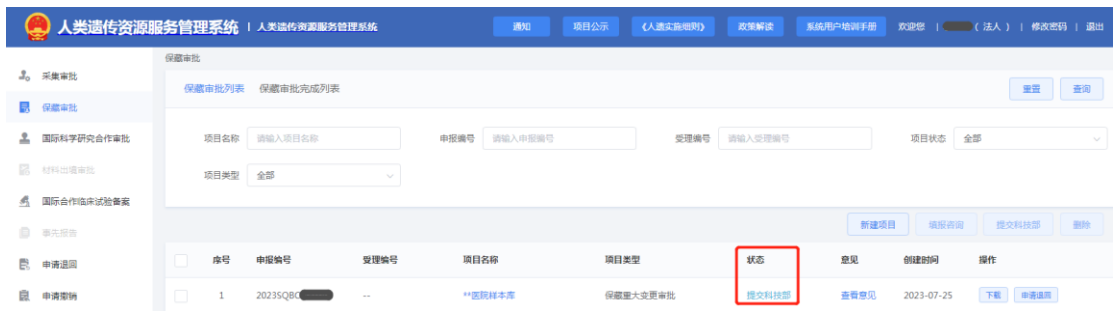 人类遗传资源服务管理系统 | 人类遗传资源服务管理系统 通知 项目公示 《人遗实施细则》 政策解读 系统用户培训手册 欢迎您 | （法人） | 修改密码 | 退出
保藏审批
采集审批
保藏审批列表 保藏审批完成列表 重置 查询
保藏审批
国际科学研究合作审批 项目名称 请输入项目名称 申报编号 请输入申报编号 受理编号 请输入受理编号 项目状态 全部
材料出境审批 项目类型 全部
国际合作临床试验备案
事先报告 新建项目 填报咨询 提交科技部 删除
申请退回 序号 申报编号 受理编号 项目名称 项目类型 状态 意见 创建时间 操作
申请撤销 1 2023SQBC -- **医院样本库 保藏重大变更审批 提交科技部 查看意见 2023-07-25 下载 申请退回